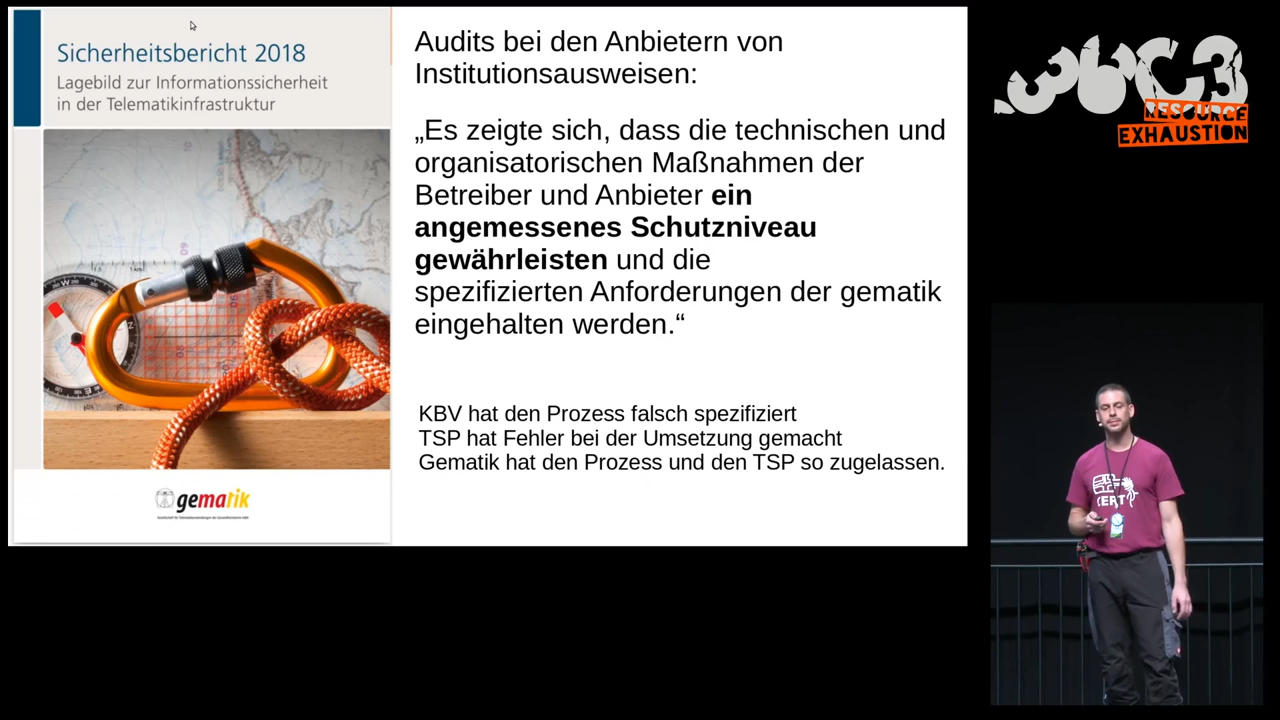 Sicherheitsbericht 2018
Lagebild zur Informationssicherheit
in der Telematikinfrastruktur
gematik
Audits bei den Anbietern von
Institutionsausweisen:
„Es zeigte sich, dass die technischen und
organisatorischen Maßnahmen der
Betreiber und Anbieter ein
angemessenes Schutzniveau
gewährleisten und die
spezifizierten Anforderungen der gematik
eingehalten werden.“
KBV hat den Prozess falsch spezifiziert
TSP hat Fehler bei der Umsetzung gemacht
Gematik hat den Prozess und den TSP so zugelassen.
36C3
RESOURCE
EXHAUSTION
CERT